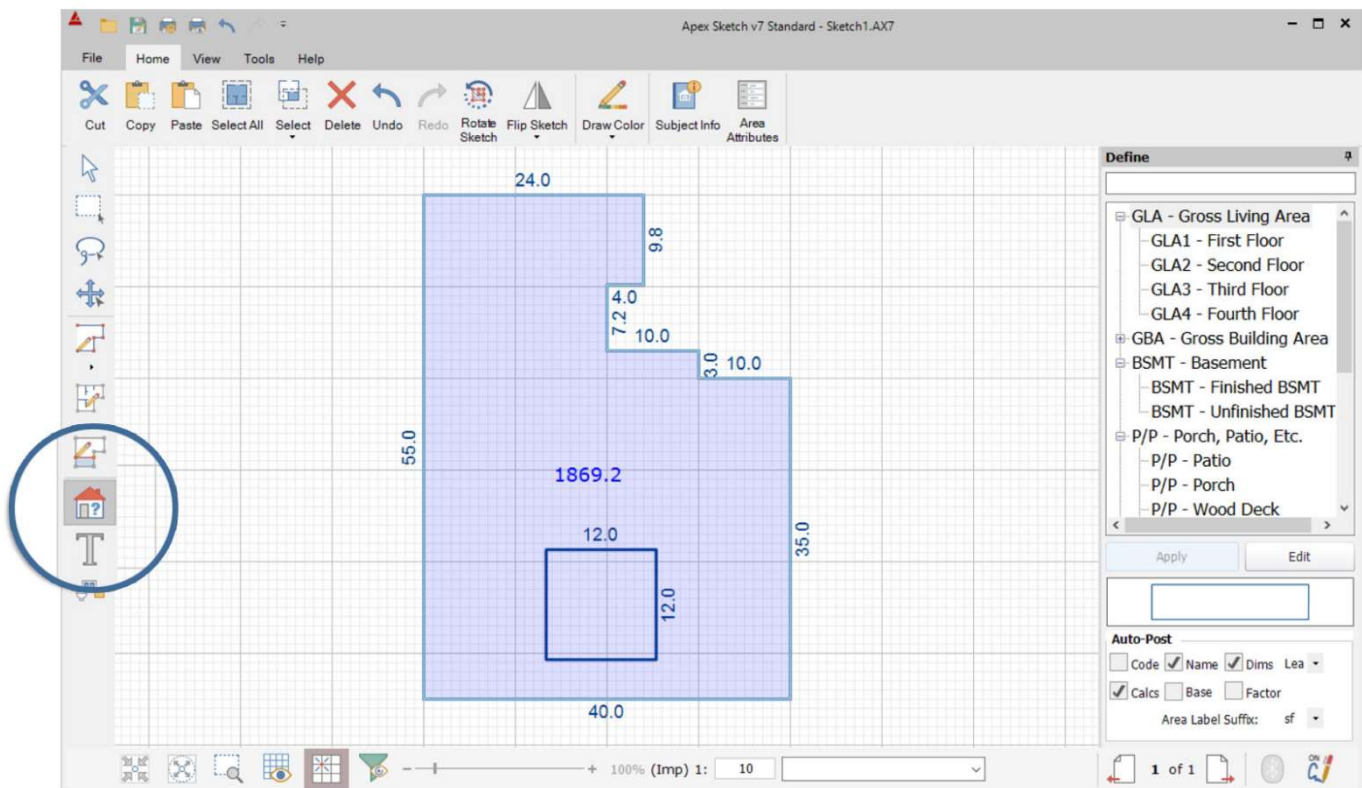 Apex Sketch v7 Standard - Sketch1.AX7
File Home View Tools Help
Cut Copy Paste Select All Select Delete Undo Redo Rotate Sketch Flip Sketch Draw Color Subject Info Area Attributes
Define
24.0
9.8
4.0
7.2
10.0
3.0
10.0
55.0
1869.2
12.0
12.0
35.0
40.0
GLA - Gross Living Area
GLA1 - First Floor
GLA2 - Second Floor
GLA3 - Third Floor
GLA4 - Fourth Floor
GBA - Gross Building Area
BSMT - Basement
BSMT - Finished BSMT
BSMT - Unfinished BSMT
P/P - Porch, Patio, Etc.
P/P - Patio
P/P - Porch
P/P - Wood Deck
Apply Edit
Auto-Post
Code Name Dims Lea
Calcs Base Factor
Area Label Suffix: sf
100% (Imp) 1: 10
1 of 1
ON